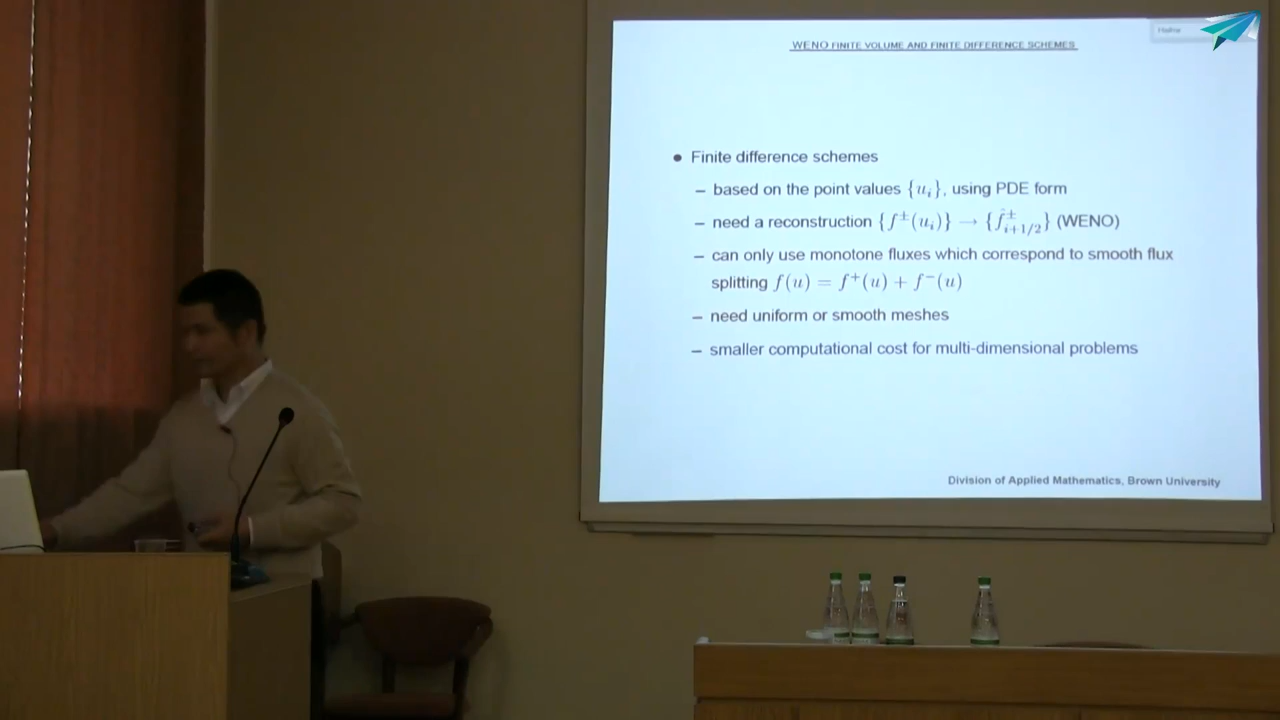 WENO FINITE VOLUME AND FINITE DIFFERENCE SCHEMES
• Finite difference schemes
– based on the point values {u_i}, using PDE form
– need a reconstruction {f^±(u_i)} → {f̂^±_{i+1/2}} (WENO)
– can only use monotone fluxes which correspond to smooth flux
splitting f(u) = f^+(u) + f^−(u)
– need uniform or smooth meshes
– smaller computational cost for multi-dimensional problems
Division of Applied Mathematics, Brown University